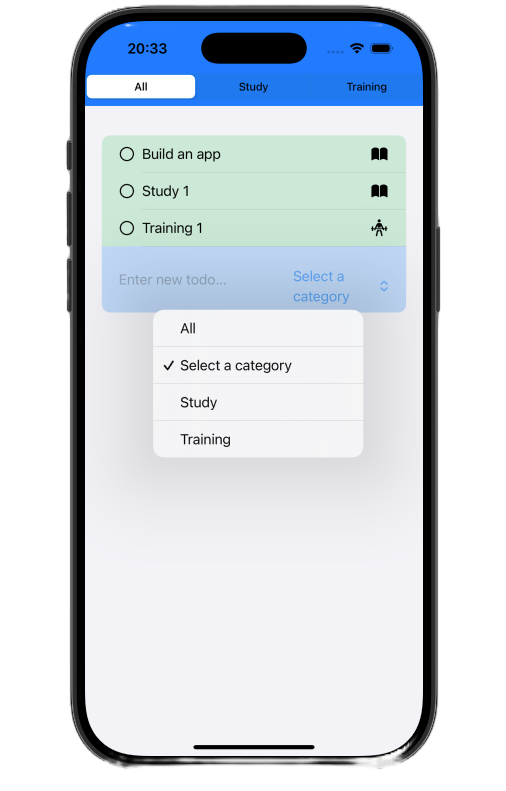 20:33
All Study Training
Build an app
Study 1
Training 1
Enter new todo...
Select a
category
All
Select a category
Study
Training